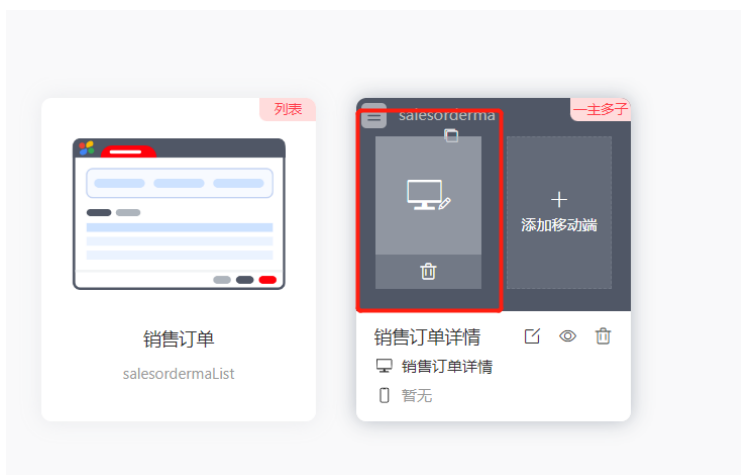 列表
销售订单
salesordermaList
salesorderma
一主多子
添加移动端
销售订单详情
销售订单详情
暂无